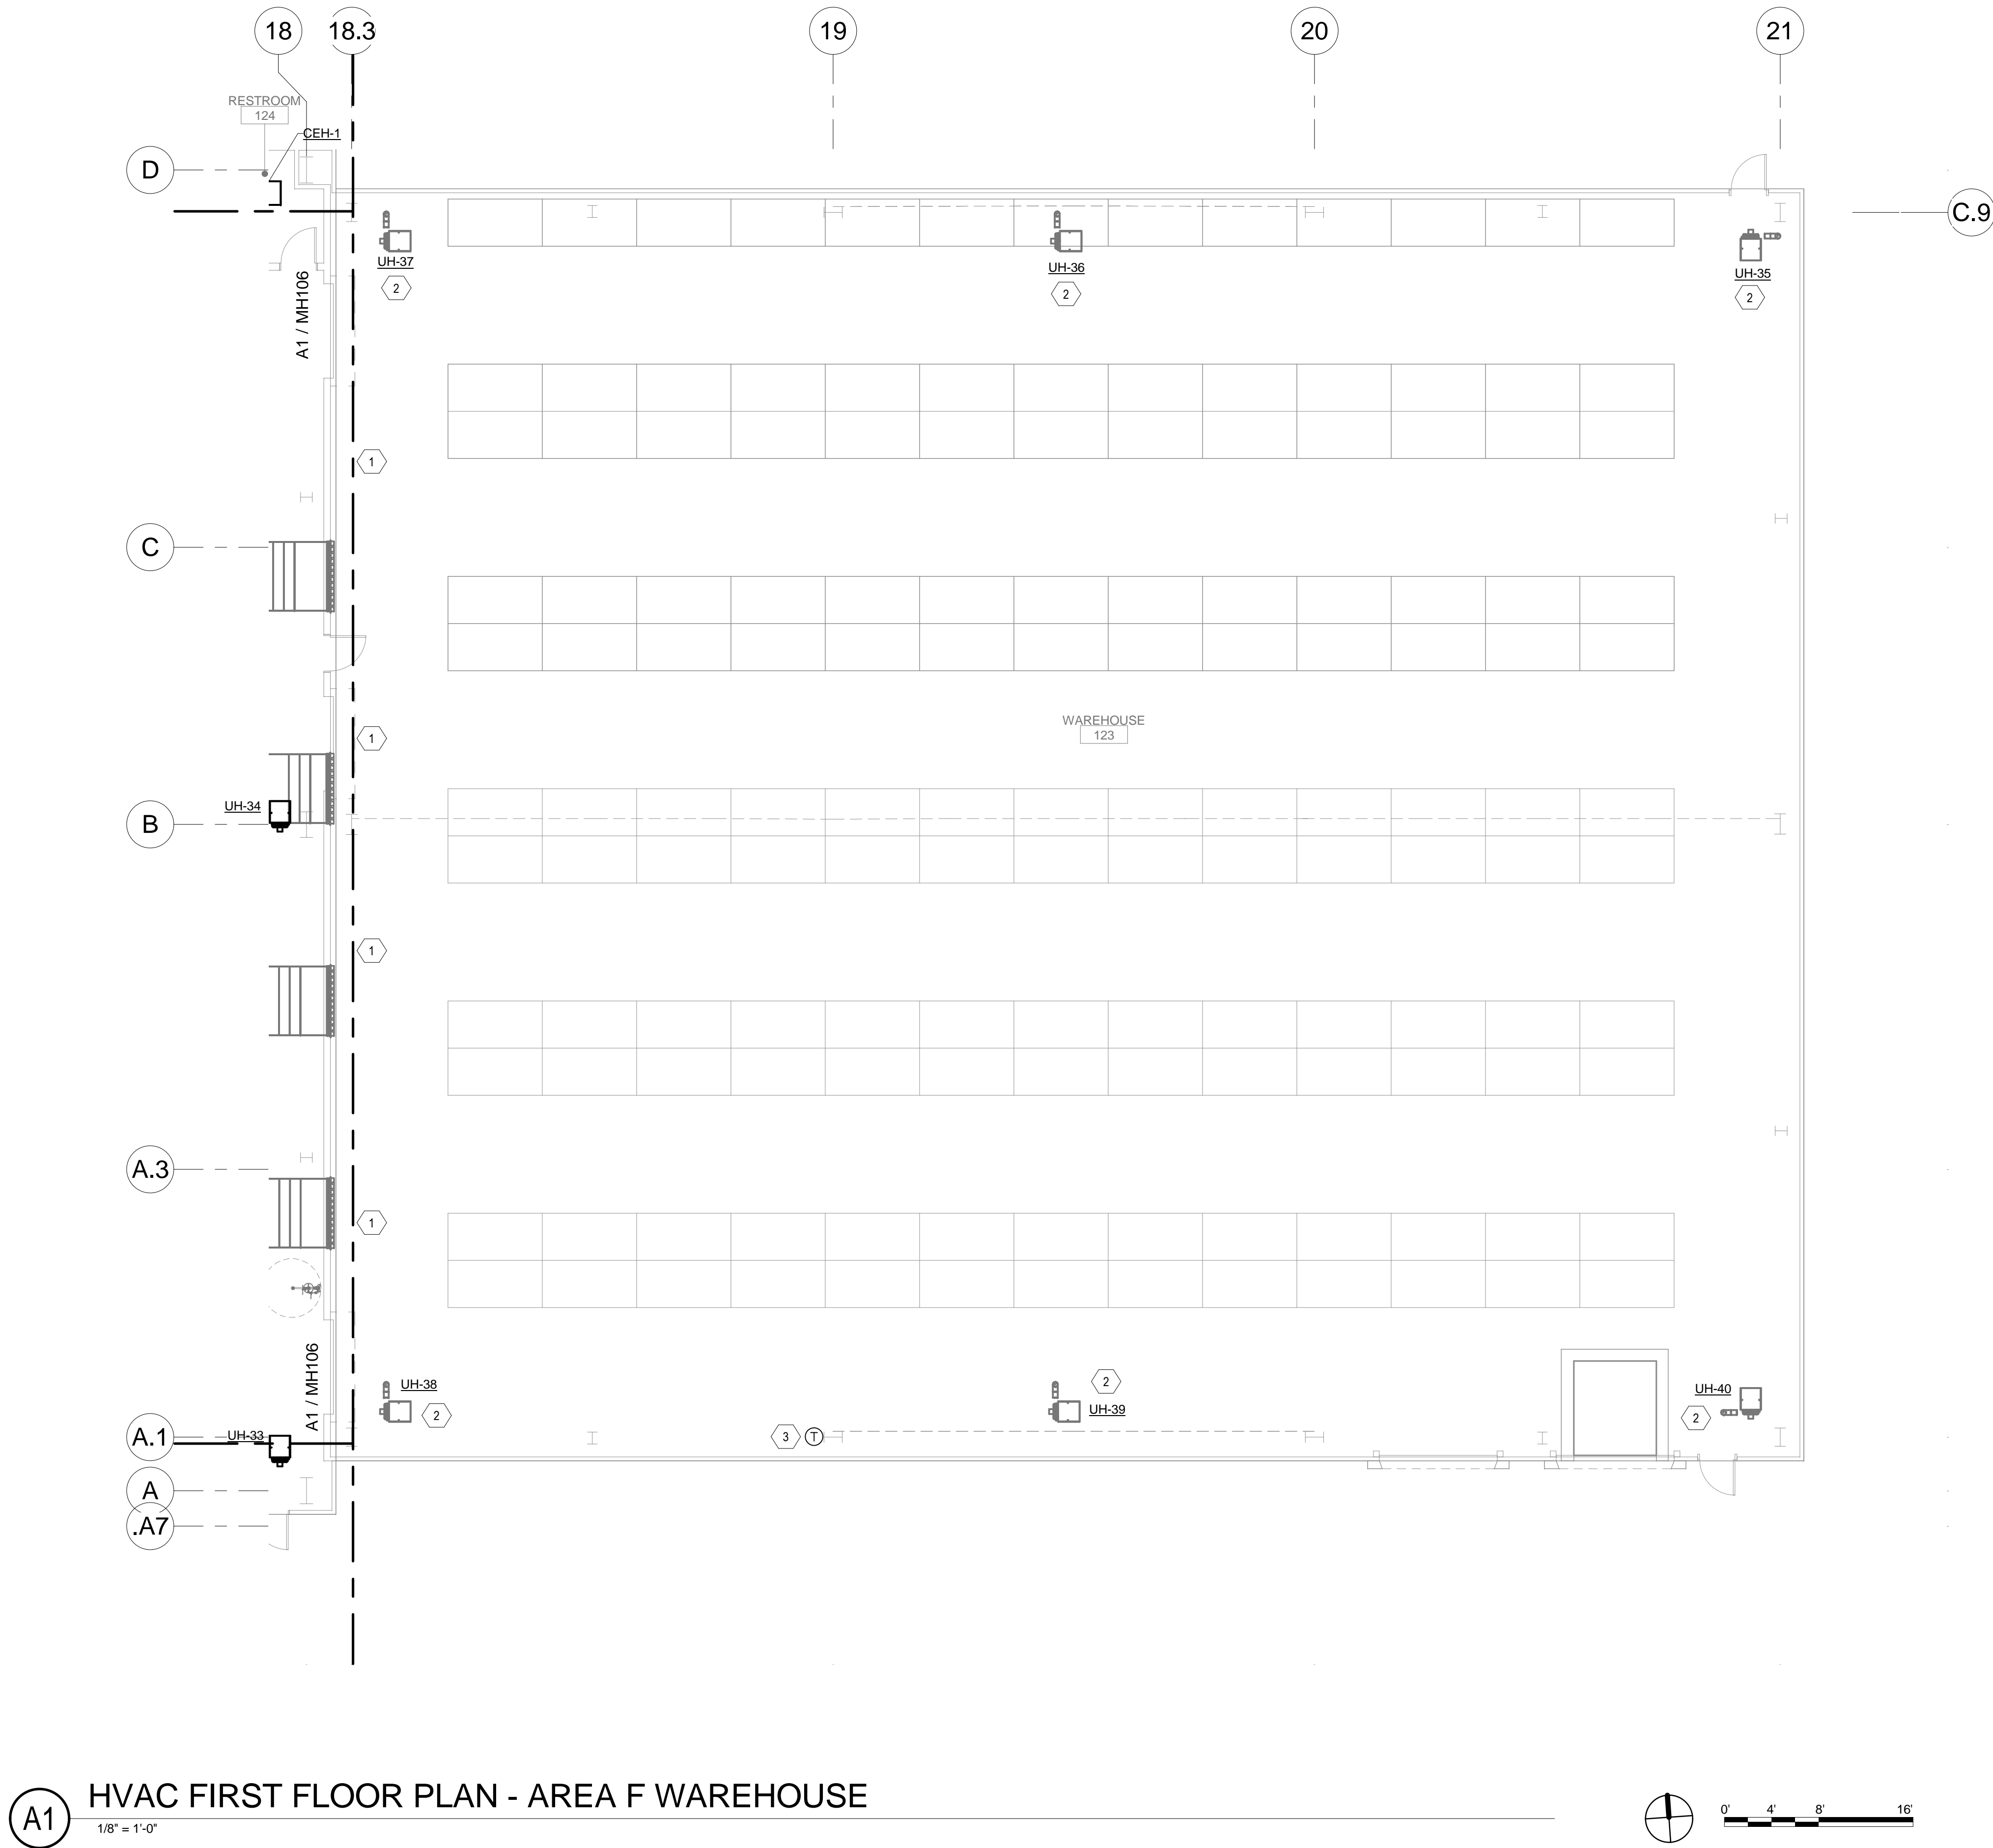 18
18.3
19
20
21
RESTROOM
124
CEH-1
D
C.9
UH-37
2
UH-36
2
UH-35
2
A1 / MH106
1
C
1
WAREHOUSE
123
UH-34
B
1
A.3
1
A1 / MH106
UH-38
2
2
UH-39
UH-40
2
3
T
A.1
UH-33
A
.A7
A1
HVAC FIRST FLOOR PLAN - AREA F WAREHOUSE
1/8" = 1'-0"
0'
4'
8'
16'